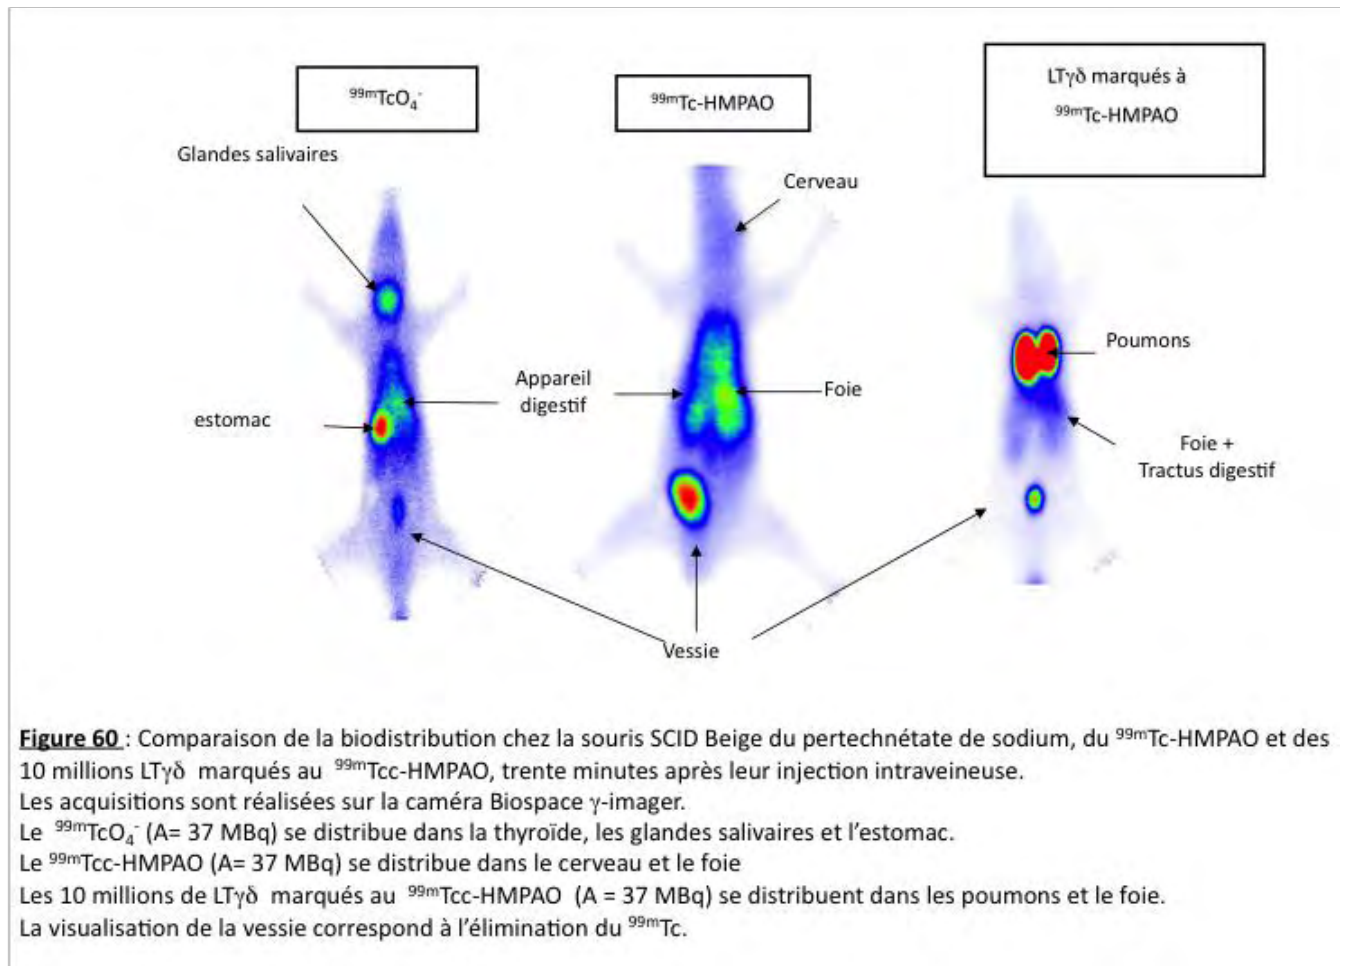 ⁹⁹ᵐTcO₄⁻
⁹⁹ᵐTc-HMPAO
LTγδ marqués à
⁹⁹ᵐTc-HMPAO
Glandes salivaires
Cerveau
Poumons
Appareil
digestif
Foie
estomac
Foie +
Tractus digestif
Vessie
Figure 60 : Comparaison de la biodistribution chez la souris SCID Beige du pertechnétate de sodium, du ⁹⁹ᵐTc-HMPAO et des
10 millions LTγδ marqués au ⁹⁹ᵐTcc-HMPAO, trente minutes après leur injection intraveineuse.
Les acquisitions sont réalisées sur la caméra Biospace γ-imager.
Le ⁹⁹ᵐTcO₄⁻ (A= 37 MBq) se distribue dans la thyroïde, les glandes salivaires et l'estomac.
Le ⁹⁹ᵐTcc-HMPAO (A= 37 MBq) se distribue dans le cerveau et le foie
Les 10 millions de LTγδ marqués au ⁹⁹ᵐTcc-HMPAO (A = 37 MBq) se distribuent dans les poumons et le foie.
La visualisation de la vessie correspond à l'élimination du ⁹⁹ᵐTc.